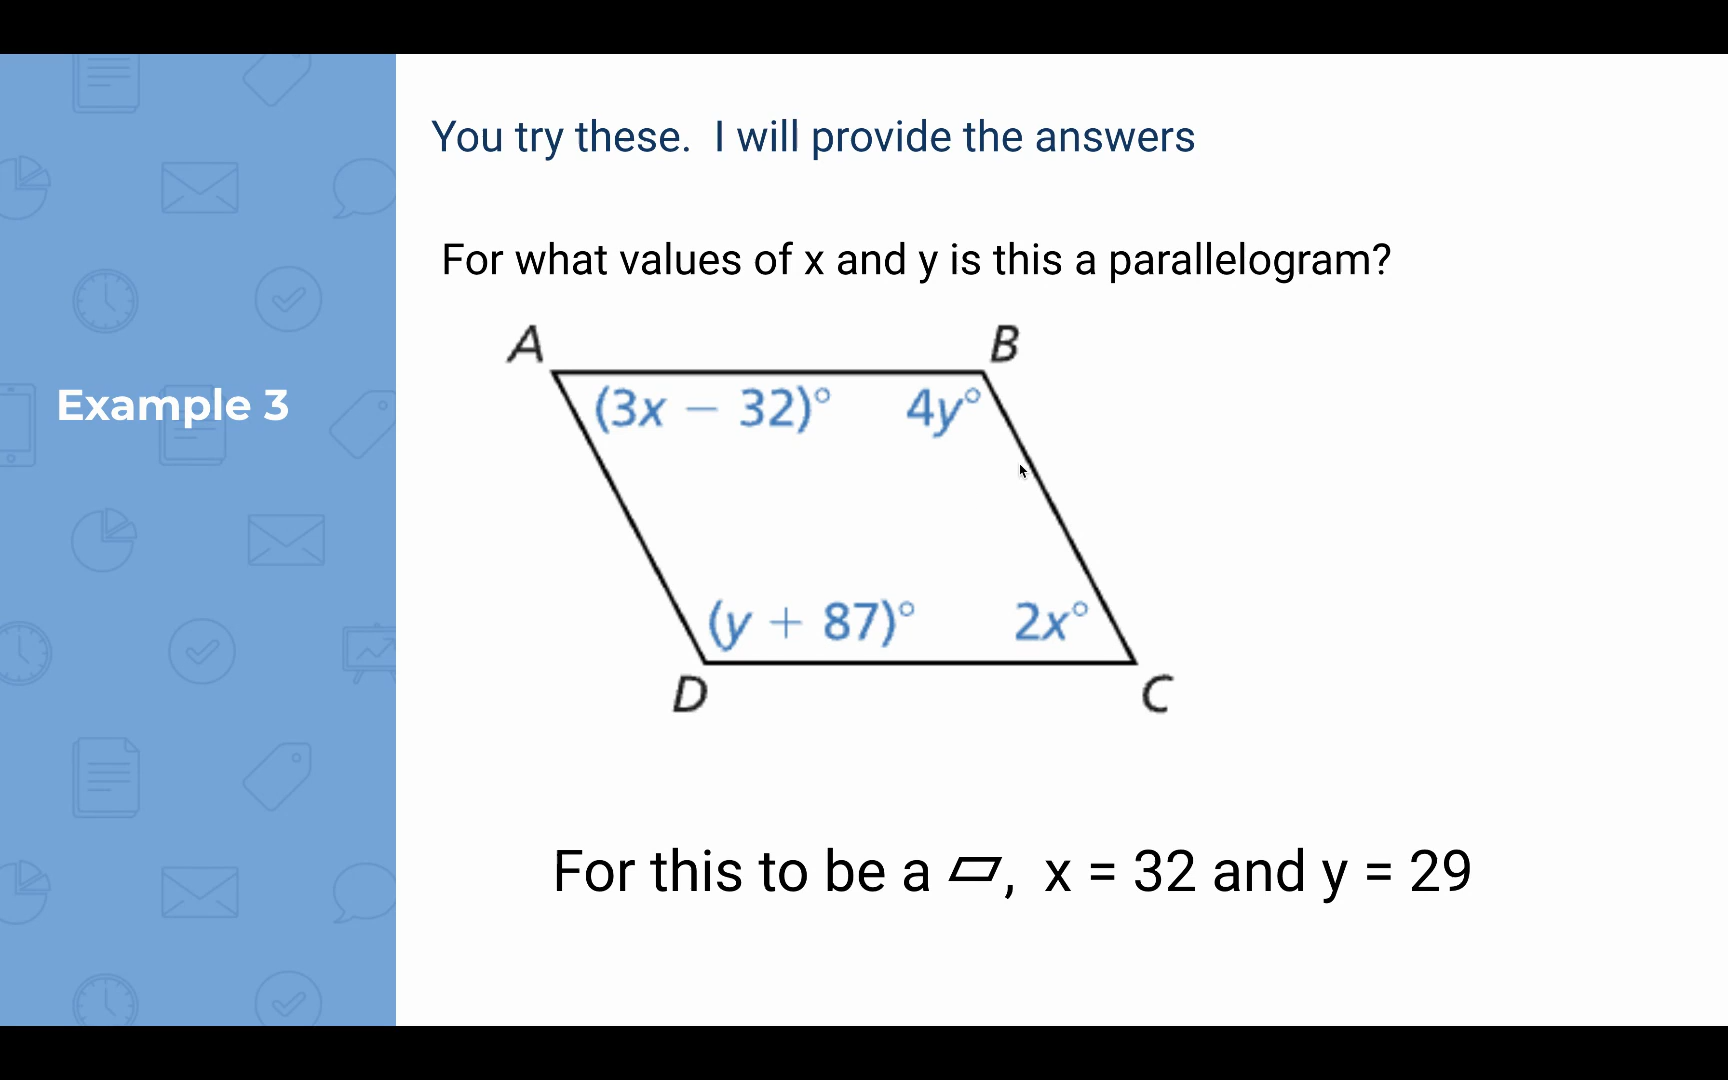 You try these. I will provide the answers
For what values of x and y is this a parallelogram?
Example 3
A
B
(3x − 32)°
4y°
(y + 87)°
2x°
D
C
For this to be a ▱, x = 32 and y = 29